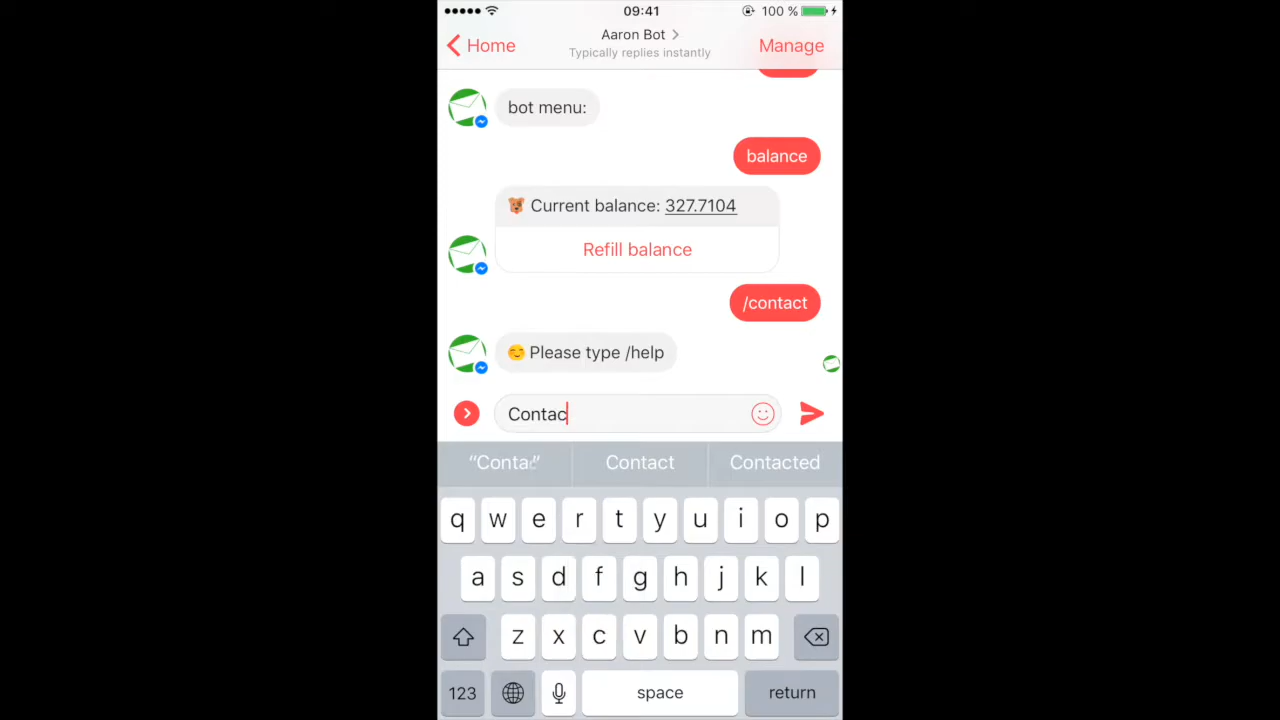 09:41
100 %
Home
Aaron Bot
Typically replies instantly
Manage
bot menu:
balance
Current balance: 327.7104
Refill balance
/contact
Please type /help
Contac
“Contac” Contact Contacted
q w e r t y u i o p
a s d f g h j k l
z x c v b n m
123 space return